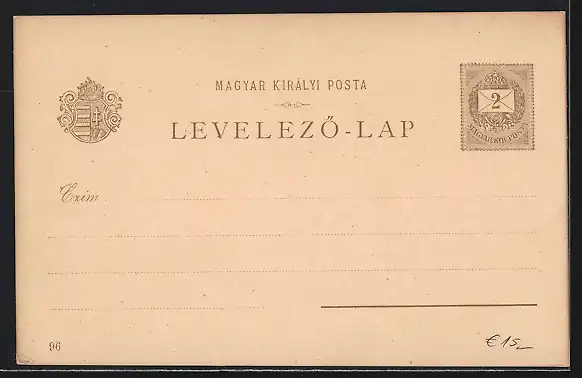 MAGYAR KIRÁLYI POSTA
LEVELEZŐ-LAP
2
MAGYAR KIR. POSTA
Czim
96
€ 15,-